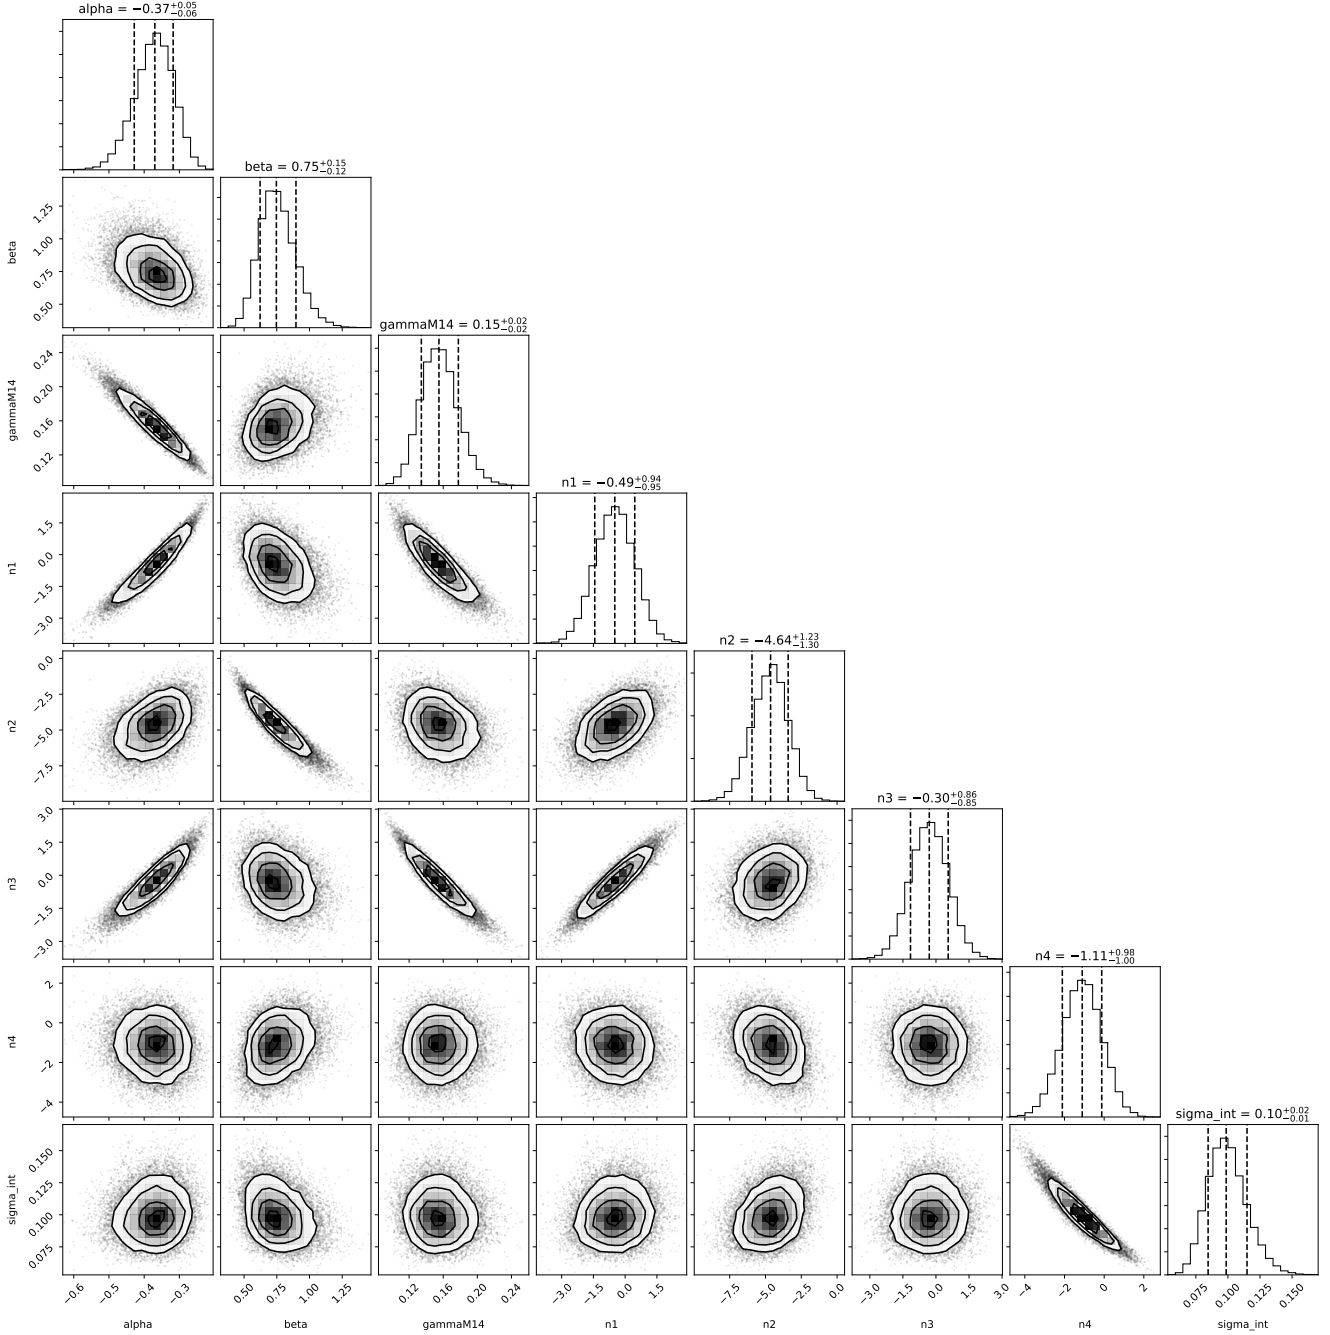 alpha = −0.37 +0.05 −0.06
beta = 0.75 +0.15 −0.12
1.25
1.00
0.75
0.50
beta
gammaM14 = 0.15 +0.02 −0.02
0.24
0.20
0.16
0.12
gammaM14
n1 = −0.49 +0.94 −0.95
1.5
0.0
−1.5
−3.0
n1
n2 = −4.64 +1.23 −1.30
0.0
−2.5
−5.0
−7.5
n2
n3 = −0.30 +0.86 −0.85
3.0
1.5
0.0
−1.5
−3.0
n3
n4 = −1.11 +0.98 −1.00
2
0
−2
−4
n4
sigma_int = 0.10 +0.02 −0.01
0.150
0.125
0.100
0.075
sigma_int
−0.6 −0.5 −0.4 −0.3 0.50 0.75 1.00 1.25 0.12 0.16 0.20 0.24 −3.0 −1.5 0.0 1.5 −7.5 −5.0 −2.5 0.0 −3.0 −1.5 0.0 1.5 3.0 −4 −2 0 2 0.075 0.100 0.125 0.150
alpha beta gammaM14 n1 n2 n3 n4 sigma_int